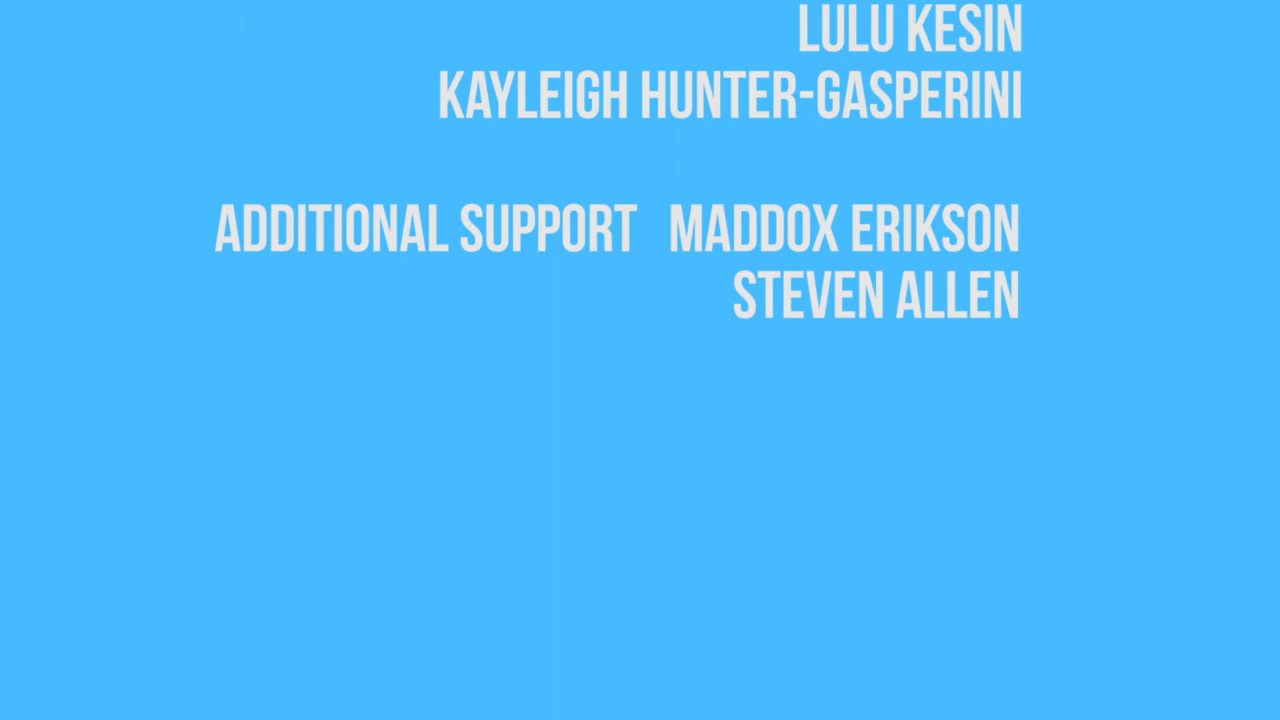 LULU KESIN
KAYLEIGH HUNTER-GASPERINI
ADDITIONAL SUPPORT MADDOX ERIKSON
STEVEN ALLEN